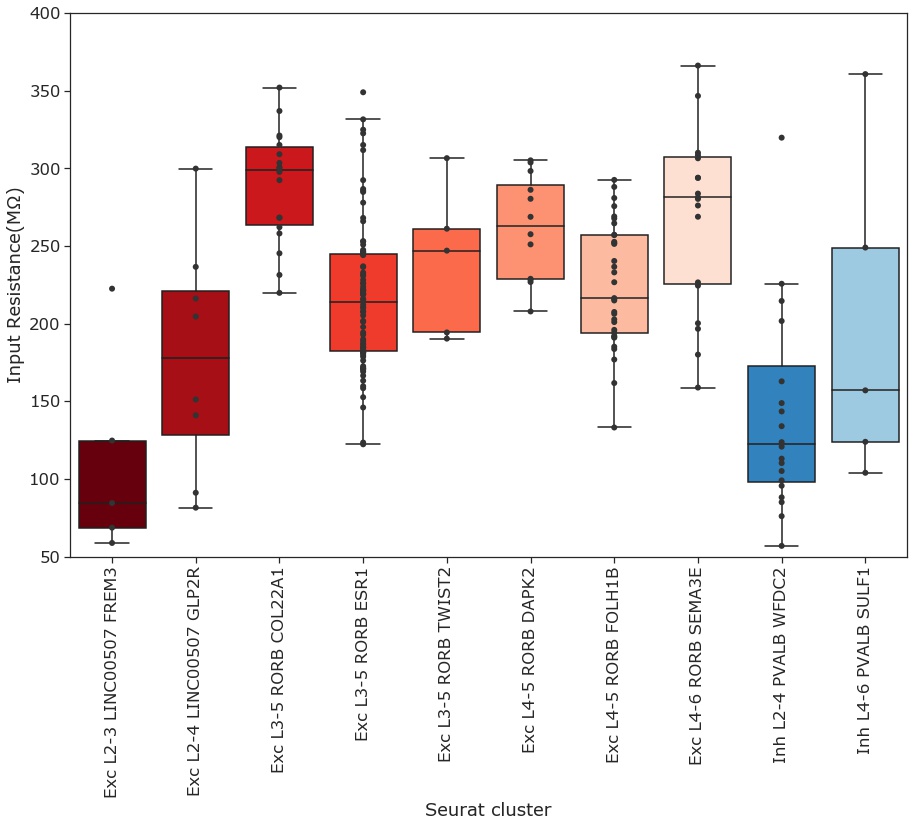 400
350
300
250
200
150
100
50
Input Resistance(MΩ)
Exc L2-3 LINC00507 FREM3
Exc L2-4 LINC00507 GLP2R
Exc L3-5 RORB COL22A1
Exc L3-5 RORB ESR1
Exc L3-5 RORB TWIST2
Exc L4-5 RORB DAPK2
Exc L4-5 RORB FOLH1B
Exc L4-6 RORB SEMA3E
Inh L2-4 PVALB WFDC2
Inh L4-6 PVALB SULF1
Seurat cluster